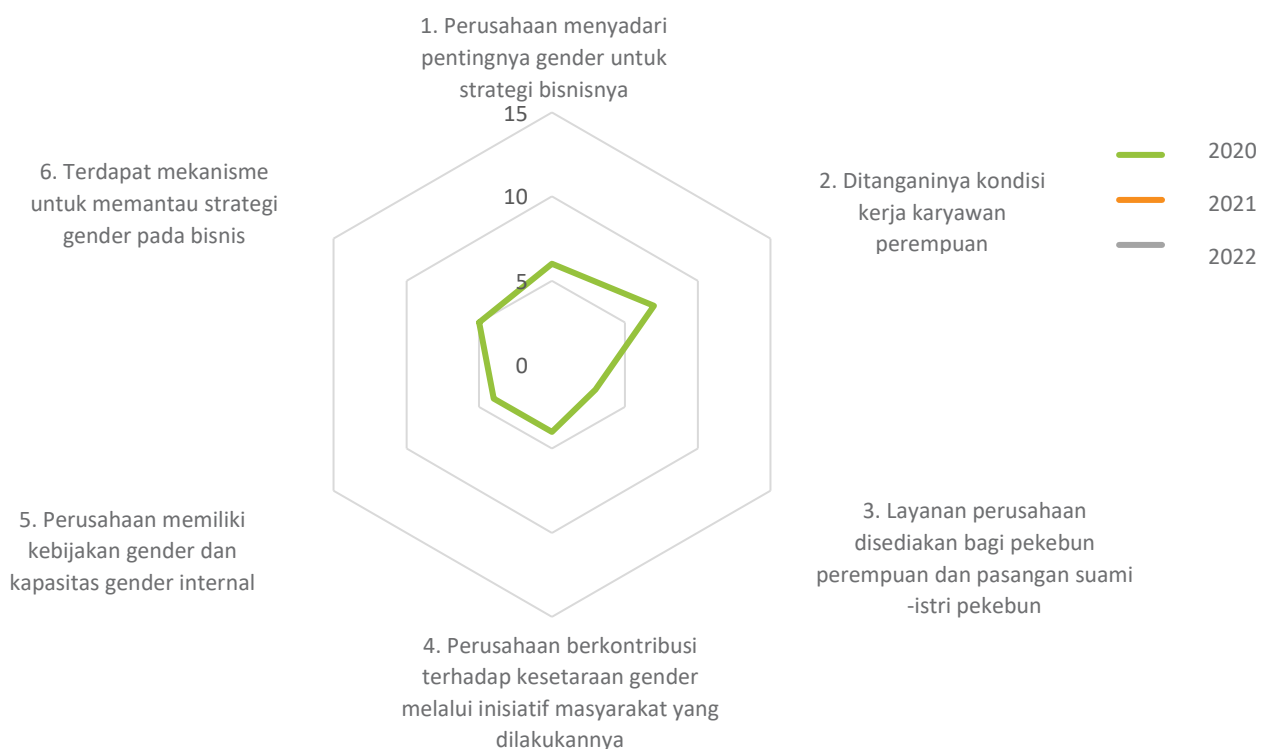 1. Perusahaan menyadari
pentingnya gender untuk
strategi bisnisnya
15
10
5
0
2020
2021
2022
2. Ditanganinya kondisi
kerja karyawan
perempuan
3. Layanan perusahaan
disediakan bagi pekebun
perempuan dan pasangan suami
-istri pekebun
4. Perusahaan berkontribusi
terhadap kesetaraan gender
melalui inisiatif masyarakat yang
dilakukannya
5. Perusahaan memiliki
kebijakan gender dan
kapasitas gender internal
6. Terdapat mekanisme
untuk memantau strategi
gender pada bisnis